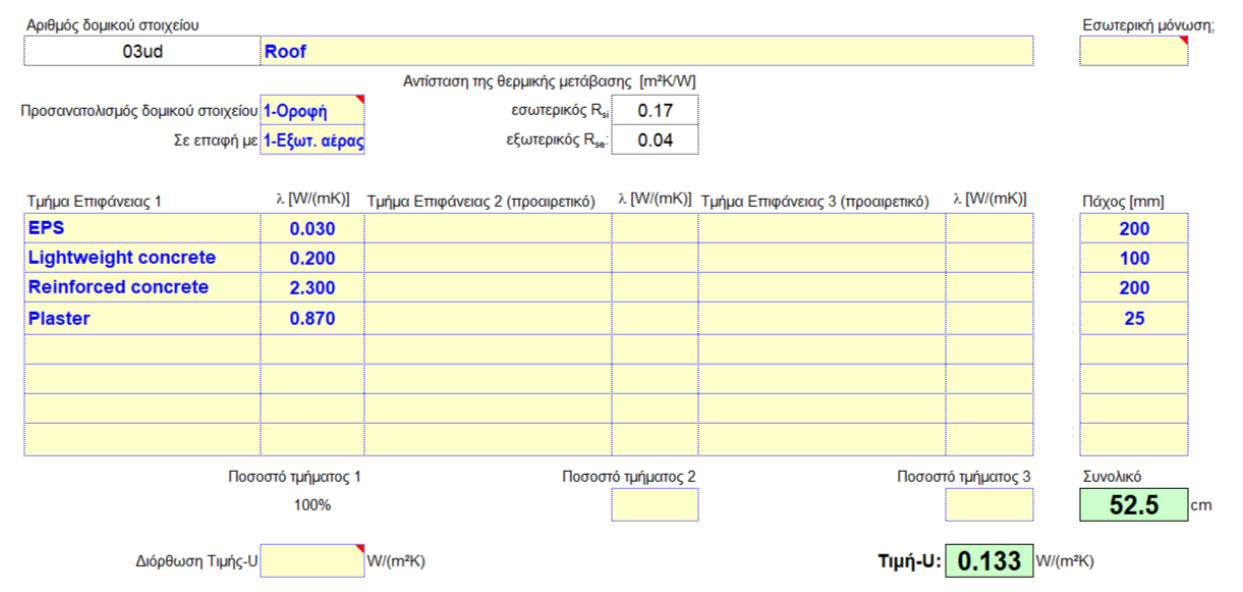 Αριθμός δομικού στοιχείου Εσωτερική μόνωση;
03ud Roof
Αντίσταση της θερμικής μετάβασης [m²K/W]
Προσανατολισμός δομικού στοιχείου 1-Οροφή εσωτερικός Rsi 0.17
Σε επαφή με 1-Εξωτ. αέρας εξωτερικός Rse: 0.04
Τμήμα Επιφάνειας 1 λ [W/(mK)] Τμήμα Επιφάνειας 2 (προαιρετικό) λ [W/(mK)] Τμήμα Επιφάνειας 3 (προαιρετικό) λ [W/(mK)] Πάχος [mm]
EPS 0.030 200
Lightweight concrete 0.200 100
Reinforced concrete 2.300 200
Plaster 0.870 25
Ποσοστό τμήματος 1 Ποσοστό τμήματος 2 Ποσοστό τμήματος 3 Συνολικό
100% 52.5 cm
Διόρθωση Τιμής-U W/(m²K) Τιμή-U: 0.133 W/(m²K)